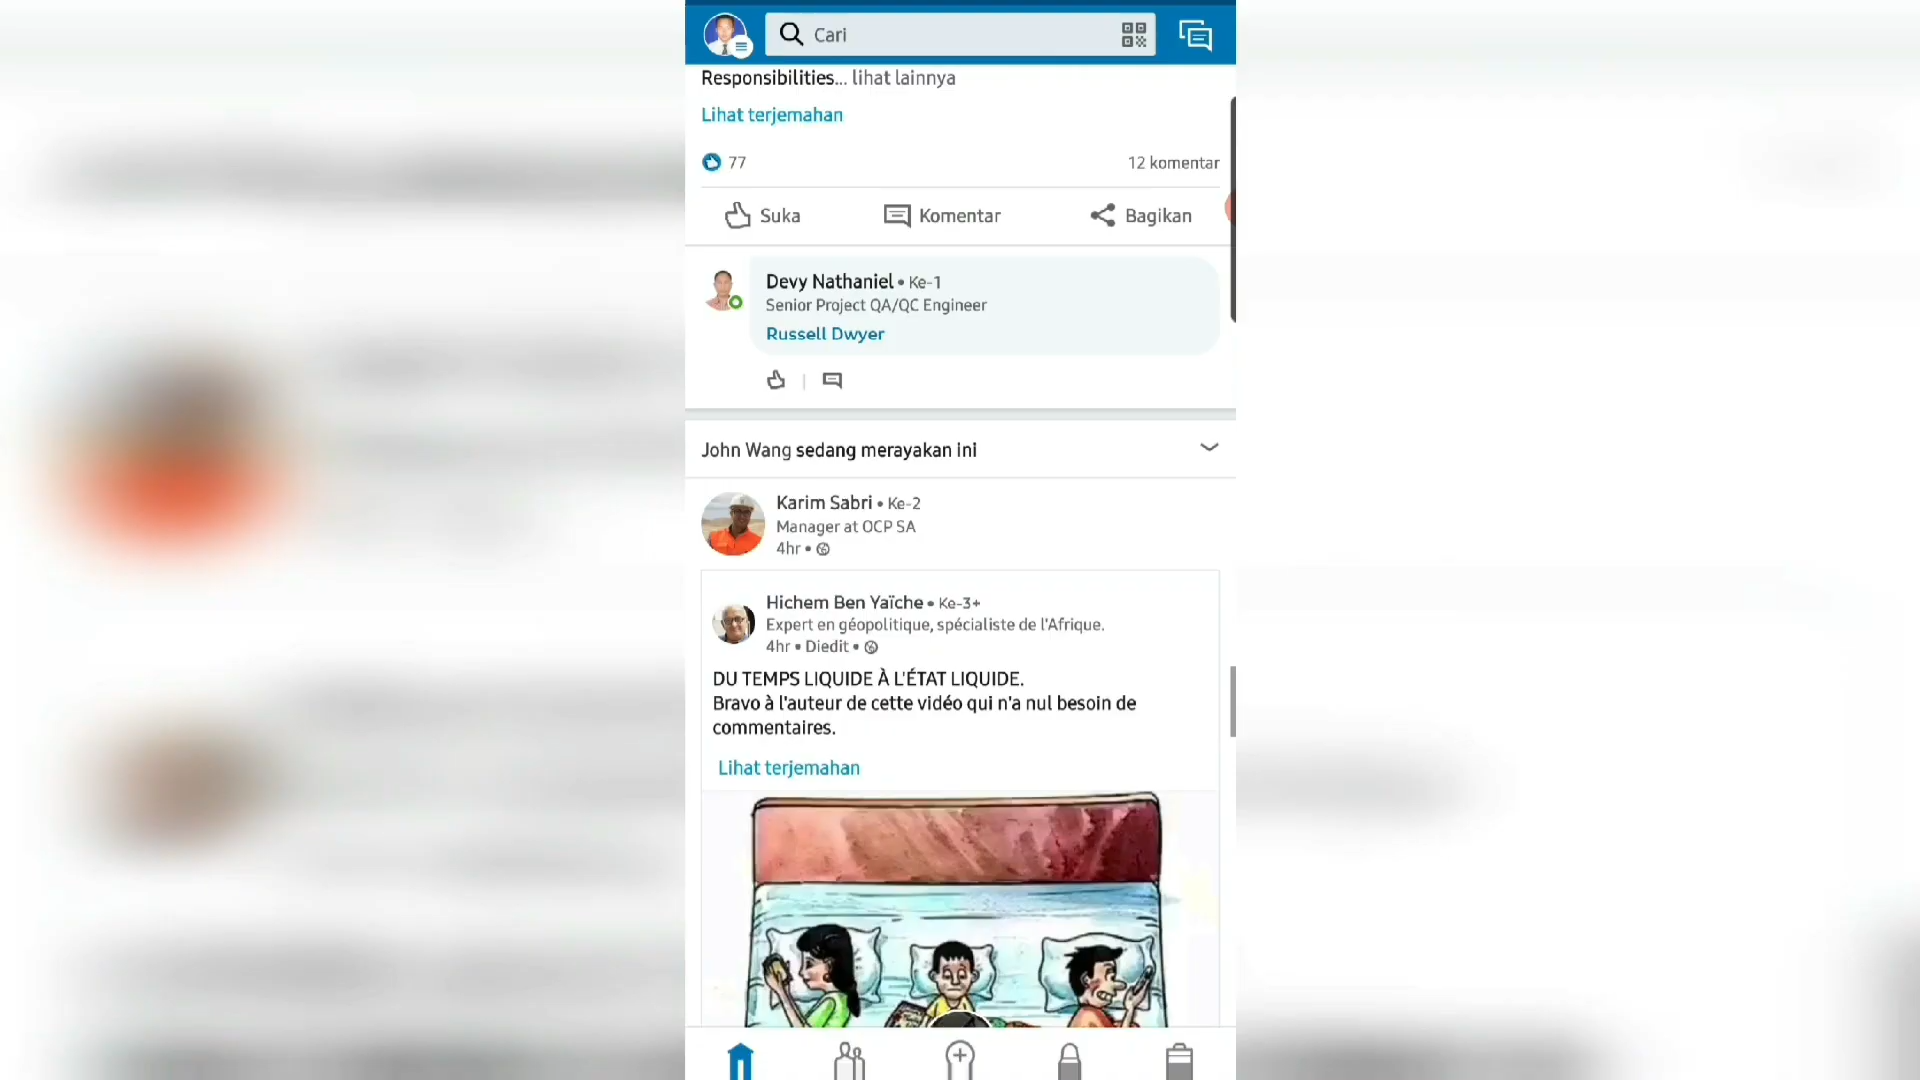 Cari
Responsibilities... lihat lainnya
Lihat terjemahan
77
12 komentar
Suka
Komentar
Bagikan
Devy Nathaniel • Ke-1
Senior Project QA/QC Engineer
Russell Dwyer
John Wang sedang merayakan ini
Karim Sabri • Ke-2
Manager at OCP SA
4hr •
Hichem Ben Yaïche • Ke-3+
Expert en géopolitique, spécialiste de l'Afrique.
4hr • Diedit •
DU TEMPS LIQUIDE À L'ÉTAT LIQUIDE.
Bravo à l'auteur de cette vidéo qui n'a nul besoin de
commentaires.
Lihat terjemahan